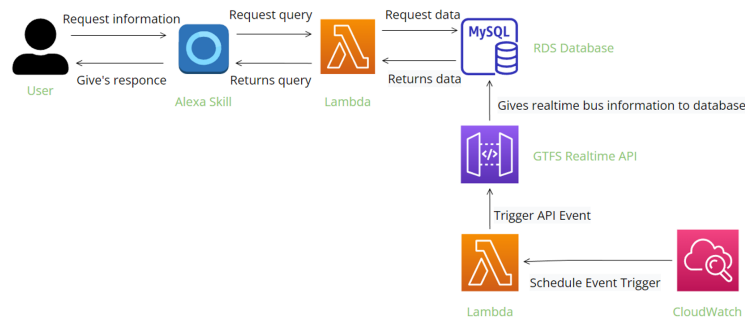 Request information
Give's responce
User
Request query
Returns query
Alexa Skill
Request data
Returns data
Lambda
MySQL
RDS Database
Gives realtime bus information to database
GTFS Realtime API
Trigger API Event
Schedule Event Trigger
Lambda
CloudWatch